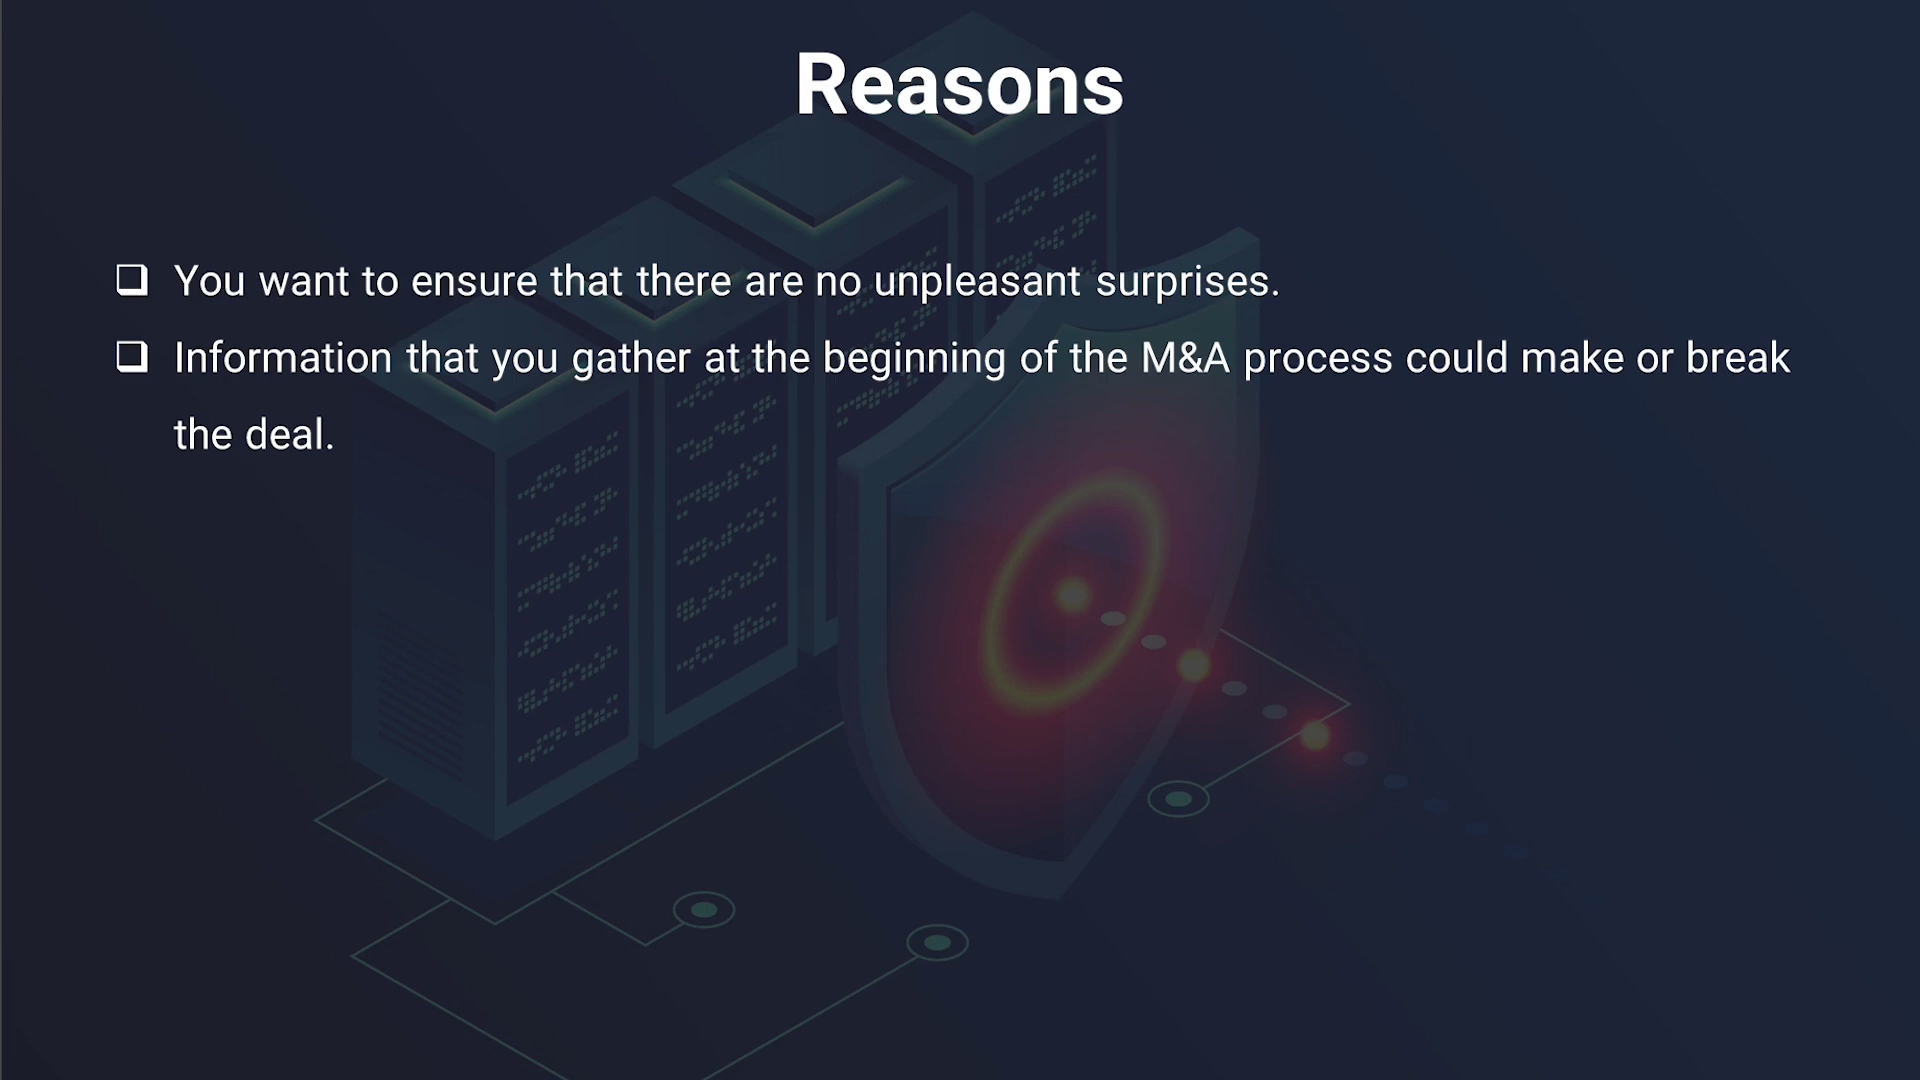 Reasons
❑ You want to ensure that there are no unpleasant surprises.
❑ Information that you gather at the beginning of the M&A process could make or break
the deal.